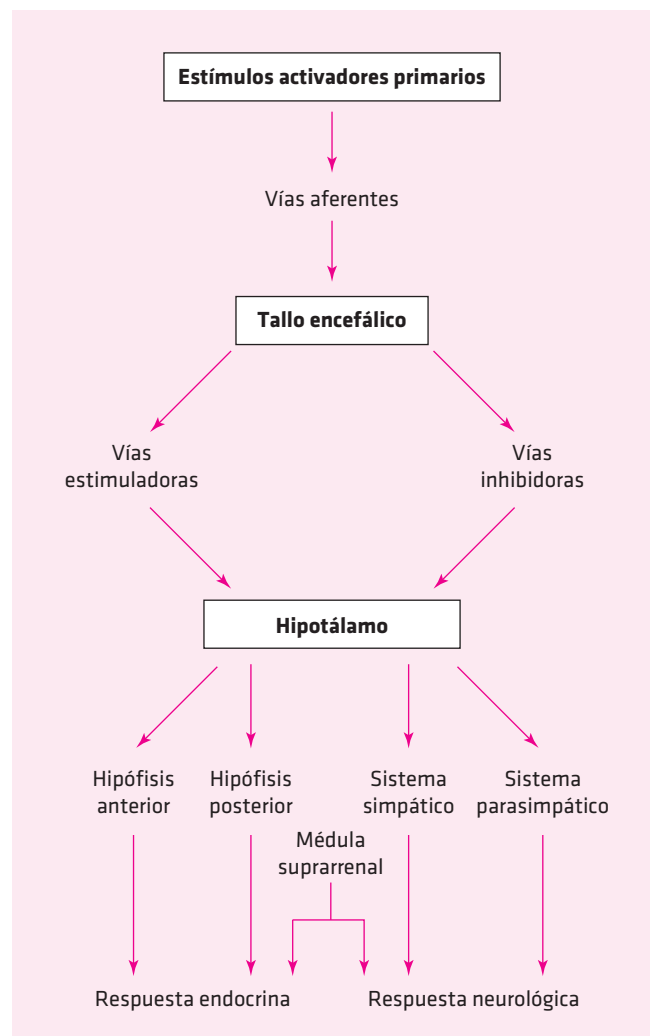 Estímulos activadores primarios
Vías aferentes
Tallo encefálico
Vías
estimuladoras
Vías
inhibidoras
Hipotálamo
Hipófisis
anterior
Hipófisis
posterior
Sistema
simpático
Sistema
parasimpático
Médula
suprarrenal
Respuesta endocrina
Respuesta neurológica